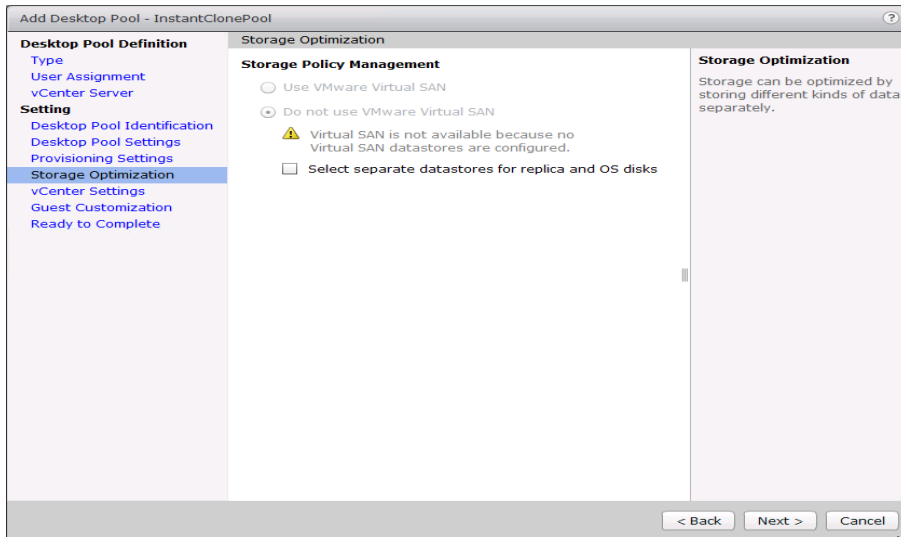 Add Desktop Pool - InstantClonePool
?
Desktop Pool Definition
Type
User Assignment
vCenter Server
Setting
Desktop Pool Identification
Desktop Pool Settings
Provisioning Settings
Storage Optimization
vCenter Settings
Guest Customization
Ready to Complete
Storage Optimization
Storage Policy Management
Use VMware Virtual SAN
Do not use VMware Virtual SAN
Virtual SAN is not available because no
Virtual SAN datastores are configured.
Select separate datastores for replica and OS disks
Storage Optimization
Storage can be optimized by
storing different kinds of data
separately.
< Back
Next >
Cancel